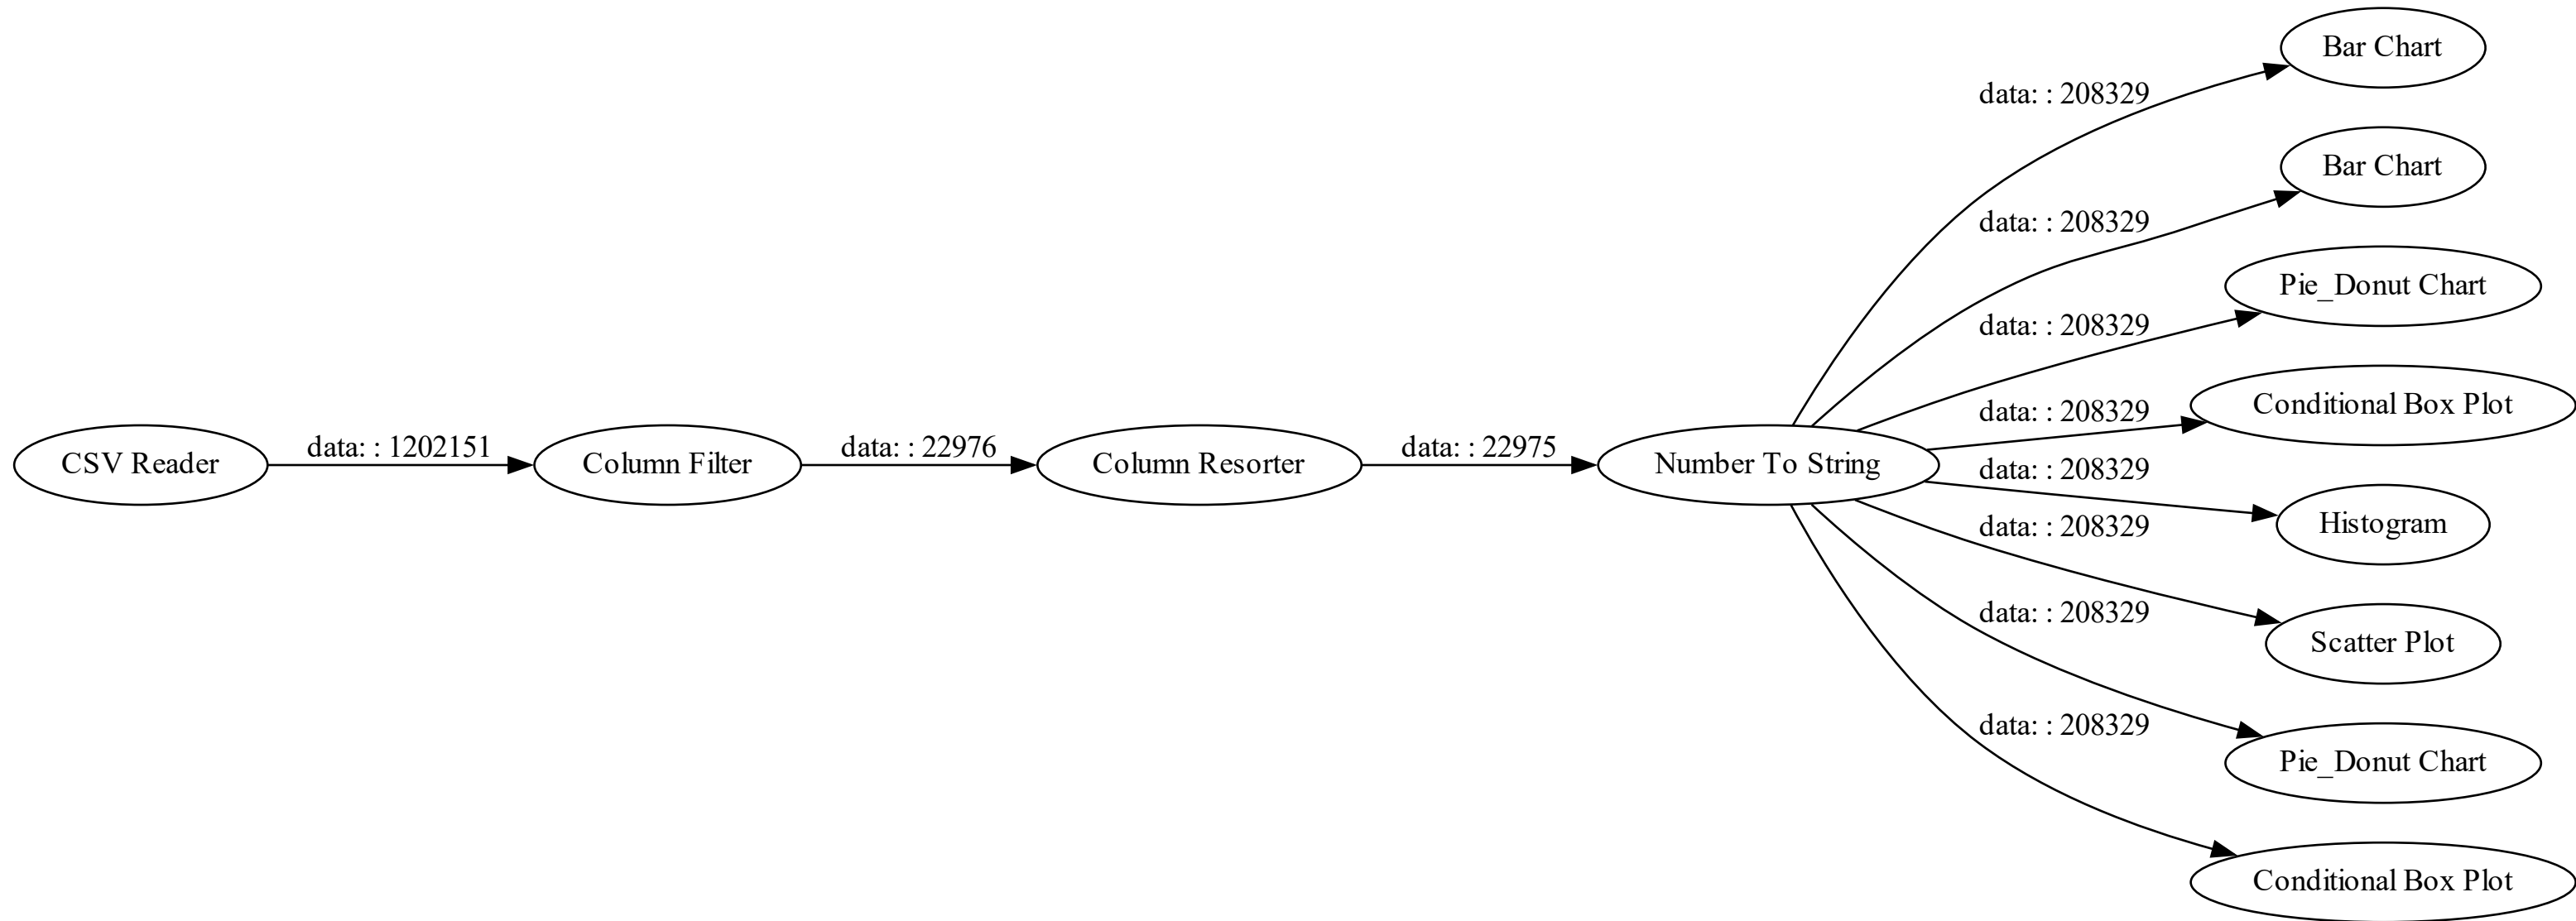 CSV Reader
data: : 1202151
Column Filter
data: : 22976
Column Resorter
data: : 22975
Number To String
data: : 208329
Bar Chart
data: : 208329
Bar Chart
data: : 208329
Pie_Donut Chart
data: : 208329
Conditional Box Plot
data: : 208329
Histogram
data: : 208329
Scatter Plot
data: : 208329
Pie_Donut Chart
data: : 208329
Conditional Box Plot